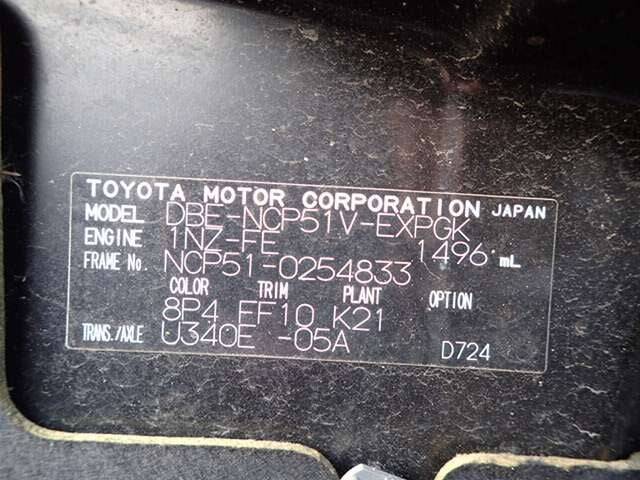 TOYOTA MOTOR CORPORATION JAPAN
MODEL DBE-NCP51V-EXPGK
ENGINE 1NZ-FE 1496 mL
FRAME No. NCP51-0254833
COLOR TRIM PLANT OPTION
8P4 FF10 K21
TRANS./AXLE U340E -05A D724